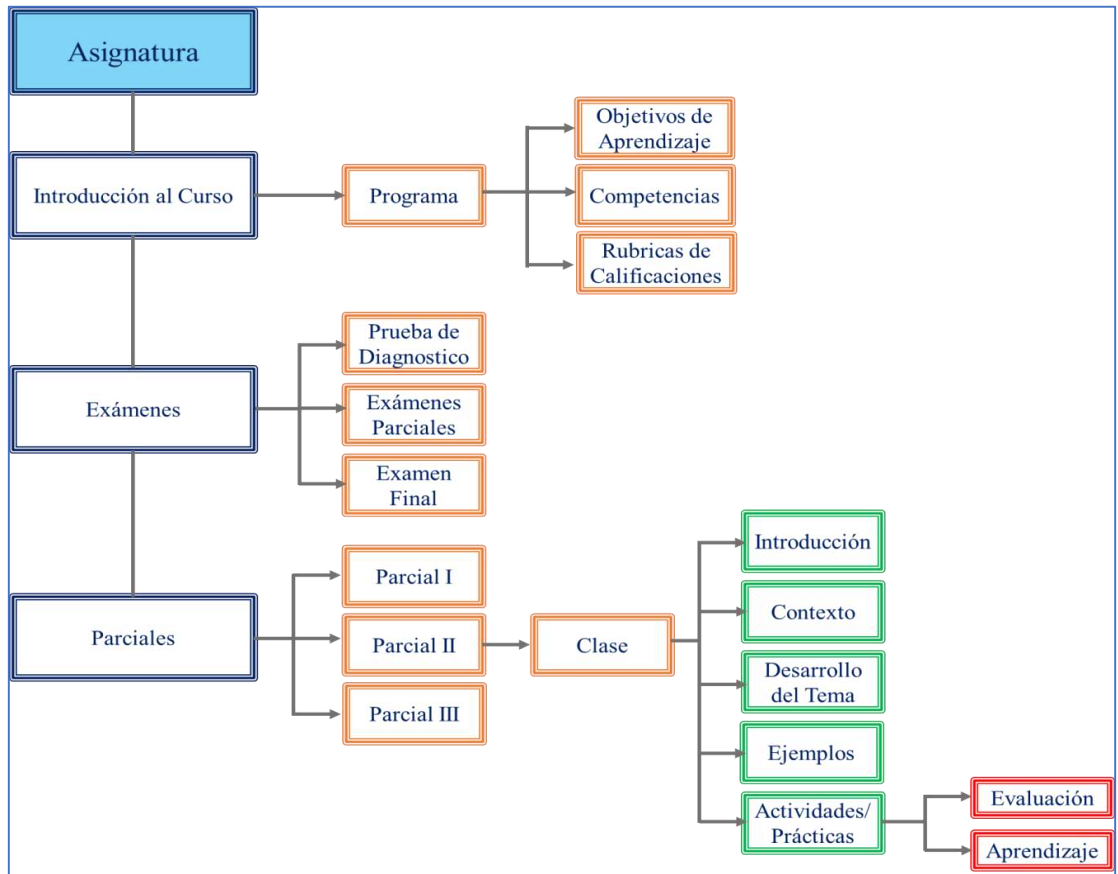 Asignatura
Introducción al Curso
Programa
Objetivos de
Aprendizaje
Competencias
Rubricas de
Calificaciones
Exámenes
Prueba de
Diagnostico
Exámenes
Parciales
Examen
Final
Parciales
Parcial I
Parcial II
Parcial III
Clase
Introducción
Contexto
Desarrollo
del Tema
Ejemplos
Actividades/
Prácticas
Evaluación
Aprendizaje